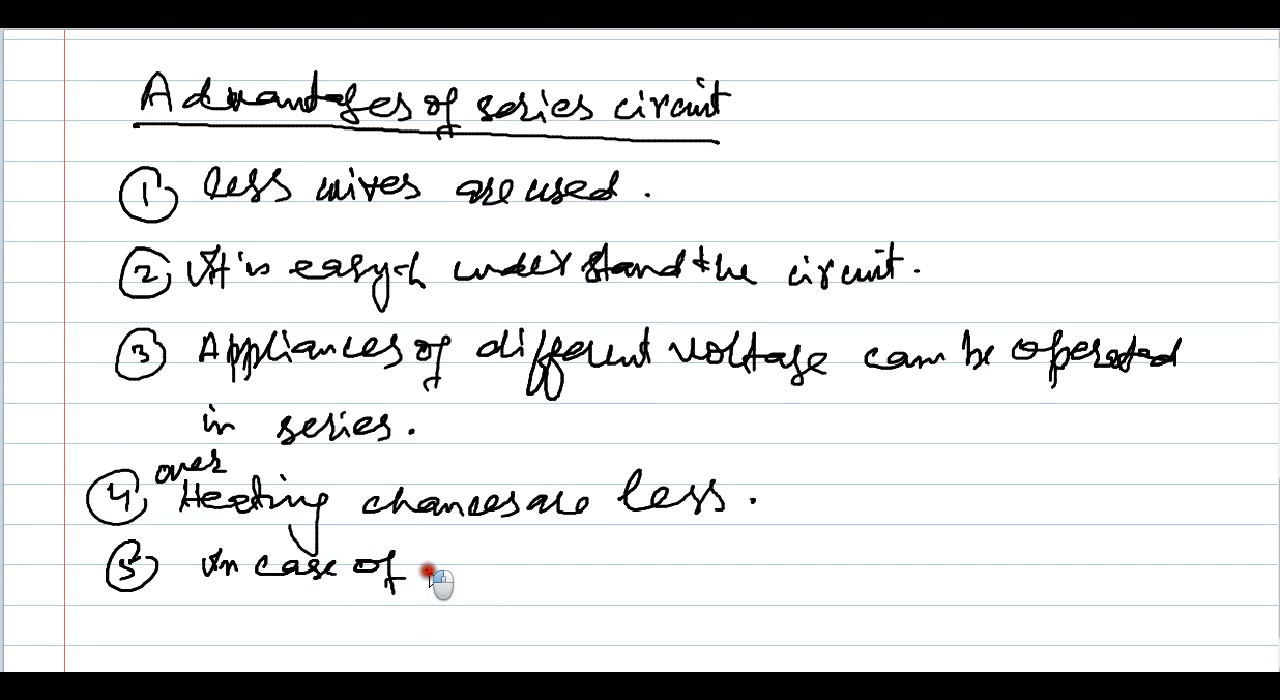 Advantages of series circuit
① less wires are used.
② It is easy to understand the circuit.
③ Appliances of different voltage can be operated
in series.
over
④ Heating chances are less.
⑤ In case of